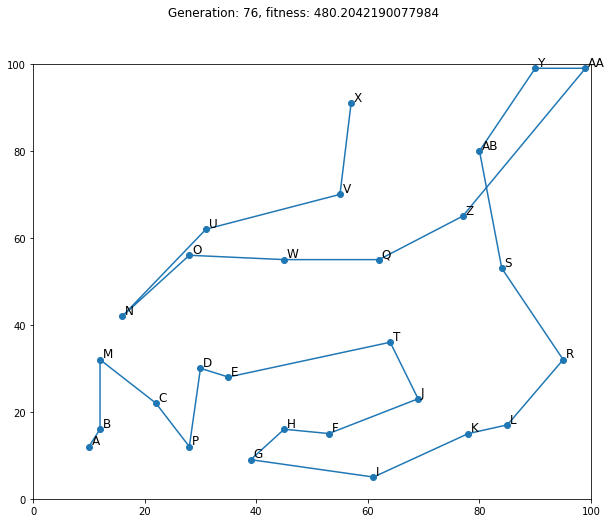 Generation: 76, fitness: 480.2042190077984
100
Y
AA
X
80
AB
V
Z
U
60
O
W
Q
S
N
40
T
M
R
D
E
20
C
J
B
H
F
L
K
A
P
G
I
0
0
20
40
60
80
100